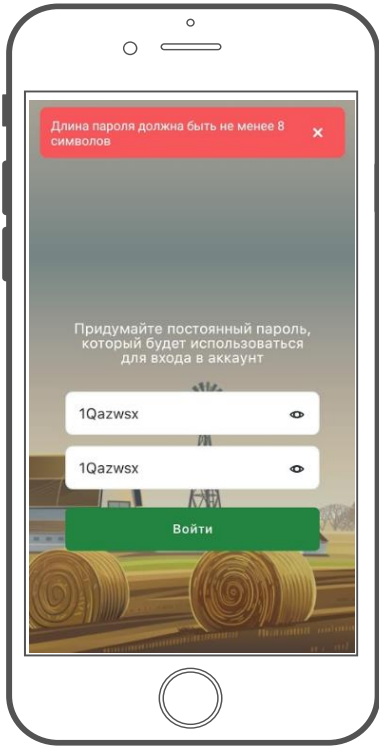 Длина пароля должна быть не менее 8
символов
Придумайте постоянный пароль,
который будет использоваться
для входа в аккаунт
1Qazwsx
1Qazwsx
Войти